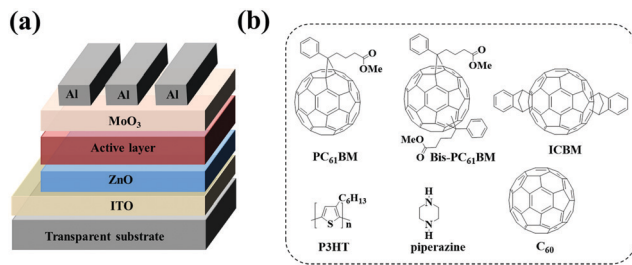 (a)
Al Al Al
MoO3
Active layer
ZnO
ITO
Transparent substrate
(b)
O
OMe
PC61BM
O
OMe
MeO
O
Bis-PC61BM
ICBM
C6H13
S
n
P3HT
H
N
N
H
piperazine
C60